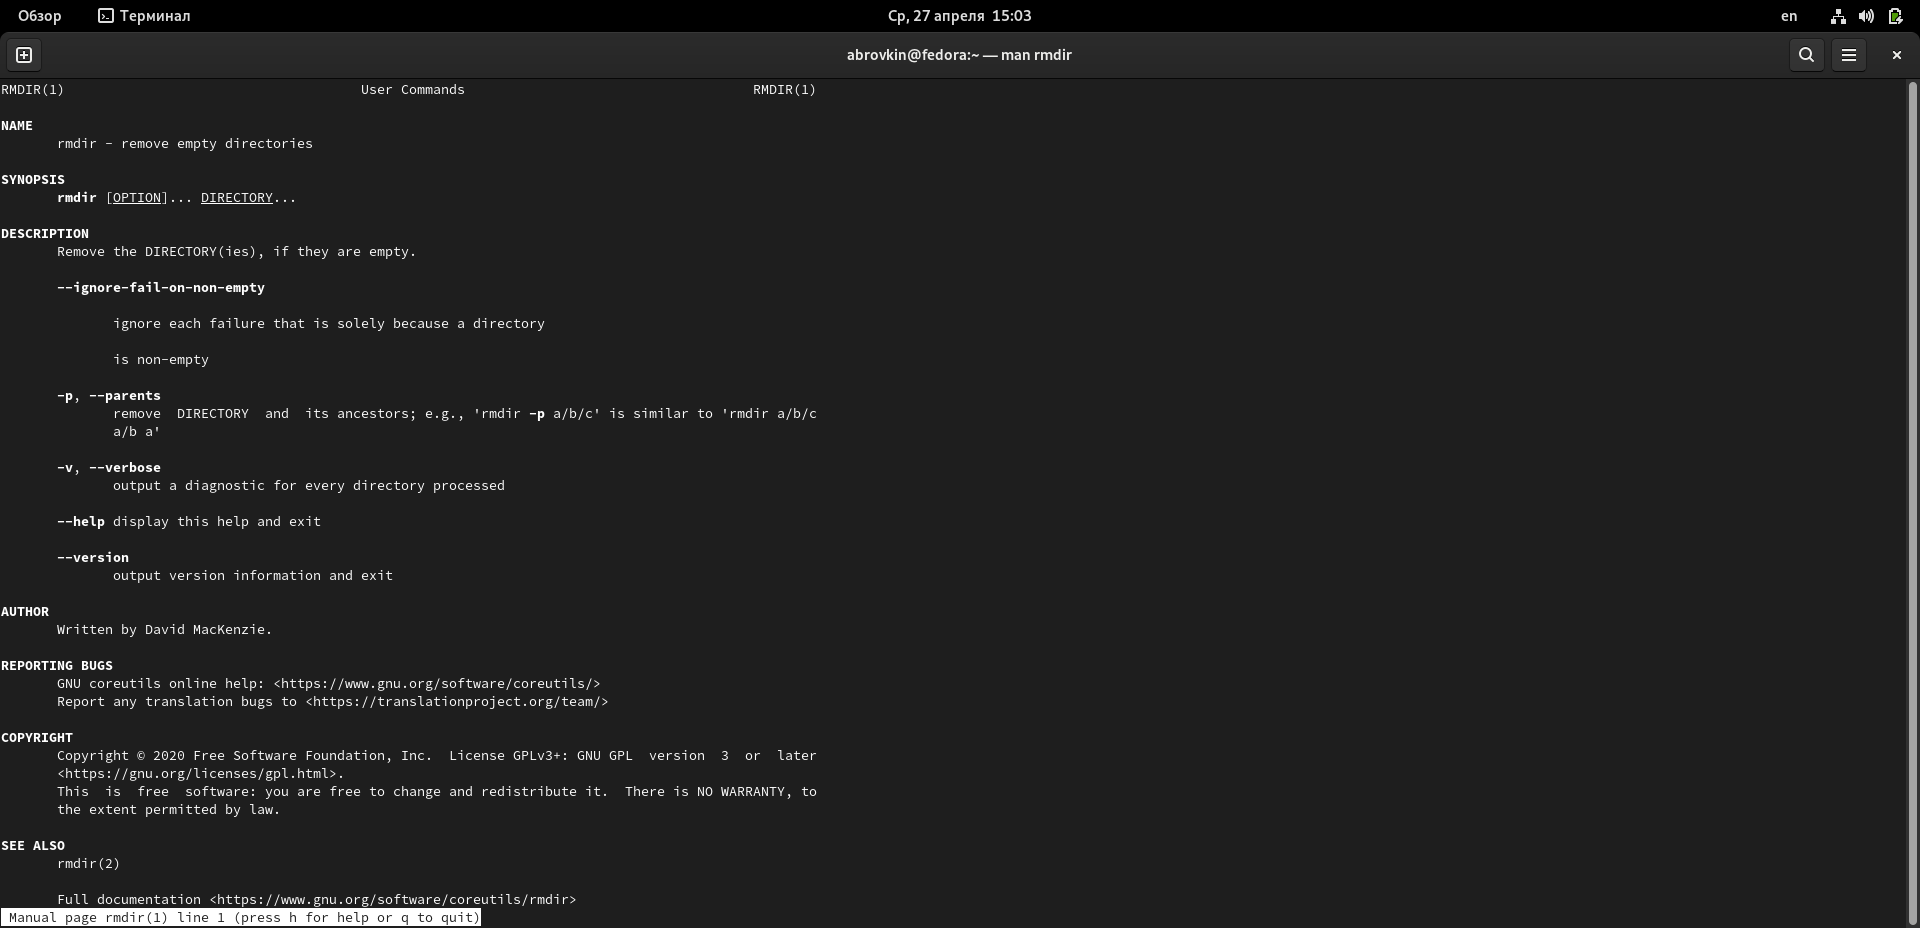 Обзор Терминал Ср, 27 апреля 15:03 en
abrovkin@fedora:~ — man rmdir
RMDIR(1) User Commands RMDIR(1)
NAME
rmdir - remove empty directories
SYNOPSIS
rmdir [OPTION]... DIRECTORY...
DESCRIPTION
Remove the DIRECTORY(ies), if they are empty.
--ignore-fail-on-non-empty
ignore each failure that is solely because a directory
is non-empty
-p, --parents
remove DIRECTORY and its ancestors; e.g., 'rmdir -p a/b/c' is similar to 'rmdir a/b/c
a/b a'
-v, --verbose
output a diagnostic for every directory processed
--help display this help and exit
--version
output version information and exit
AUTHOR
Written by David MacKenzie.
REPORTING BUGS
GNU coreutils online help: <https://www.gnu.org/software/coreutils/>
Report any translation bugs to <https://translationproject.org/team/>
COPYRIGHT
Copyright © 2020 Free Software Foundation, Inc. License GPLv3+: GNU GPL version 3 or later
<https://gnu.org/licenses/gpl.html>.
This is free software: you are free to change and redistribute it. There is NO WARRANTY, to
the extent permitted by law.
SEE ALSO
rmdir(2)
Full documentation <https://www.gnu.org/software/coreutils/rmdir>
Manual page rmdir(1) line 1 (press h for help or q to quit)